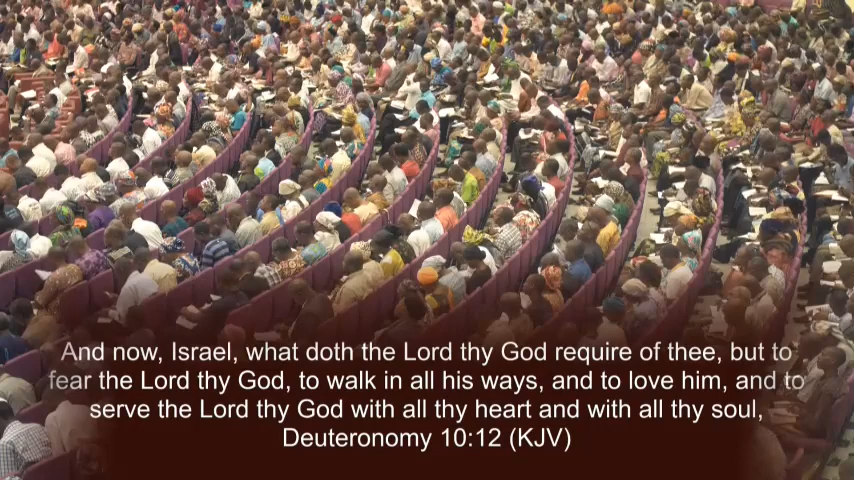 And now, Israel, what doth the Lord thy God require of thee, but to
fear the Lord thy God, to walk in all his ways, and to love him, and to
serve the Lord thy God with all thy heart and with all thy soul,
Deuteronomy 10:12 (KJV)